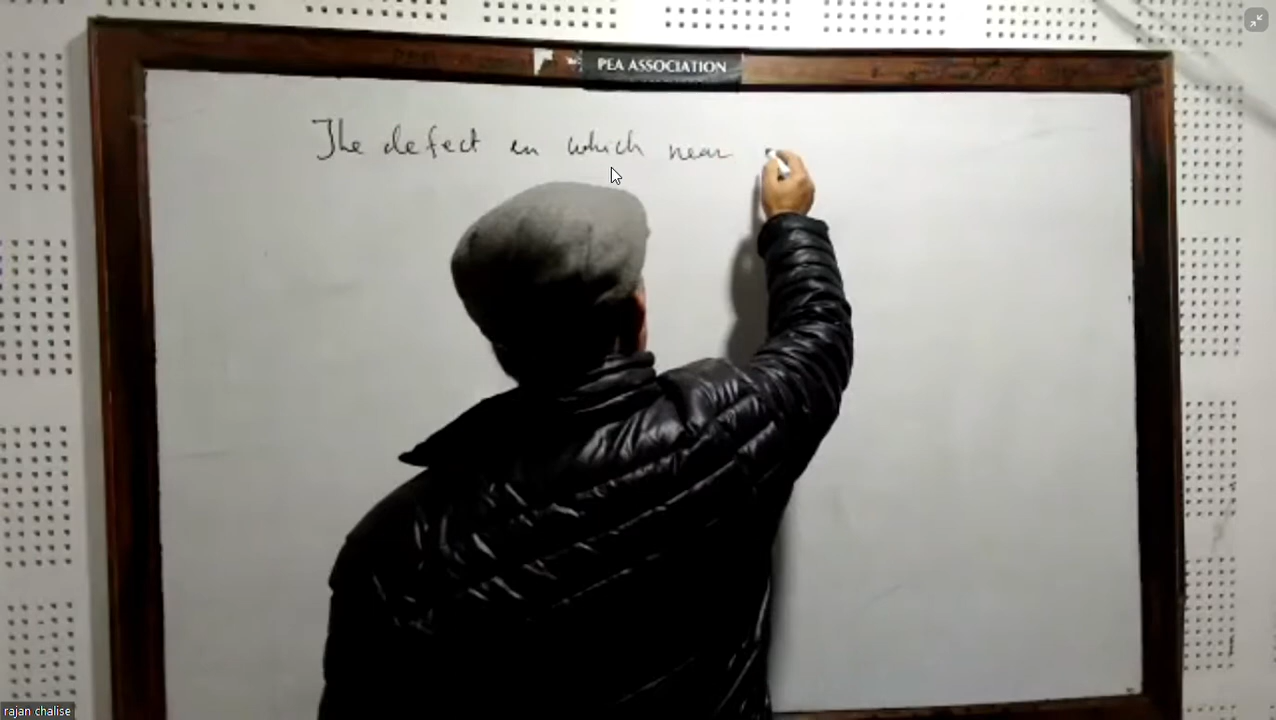 PEA ASSOCIATION
The defect in which near
rajan chalise